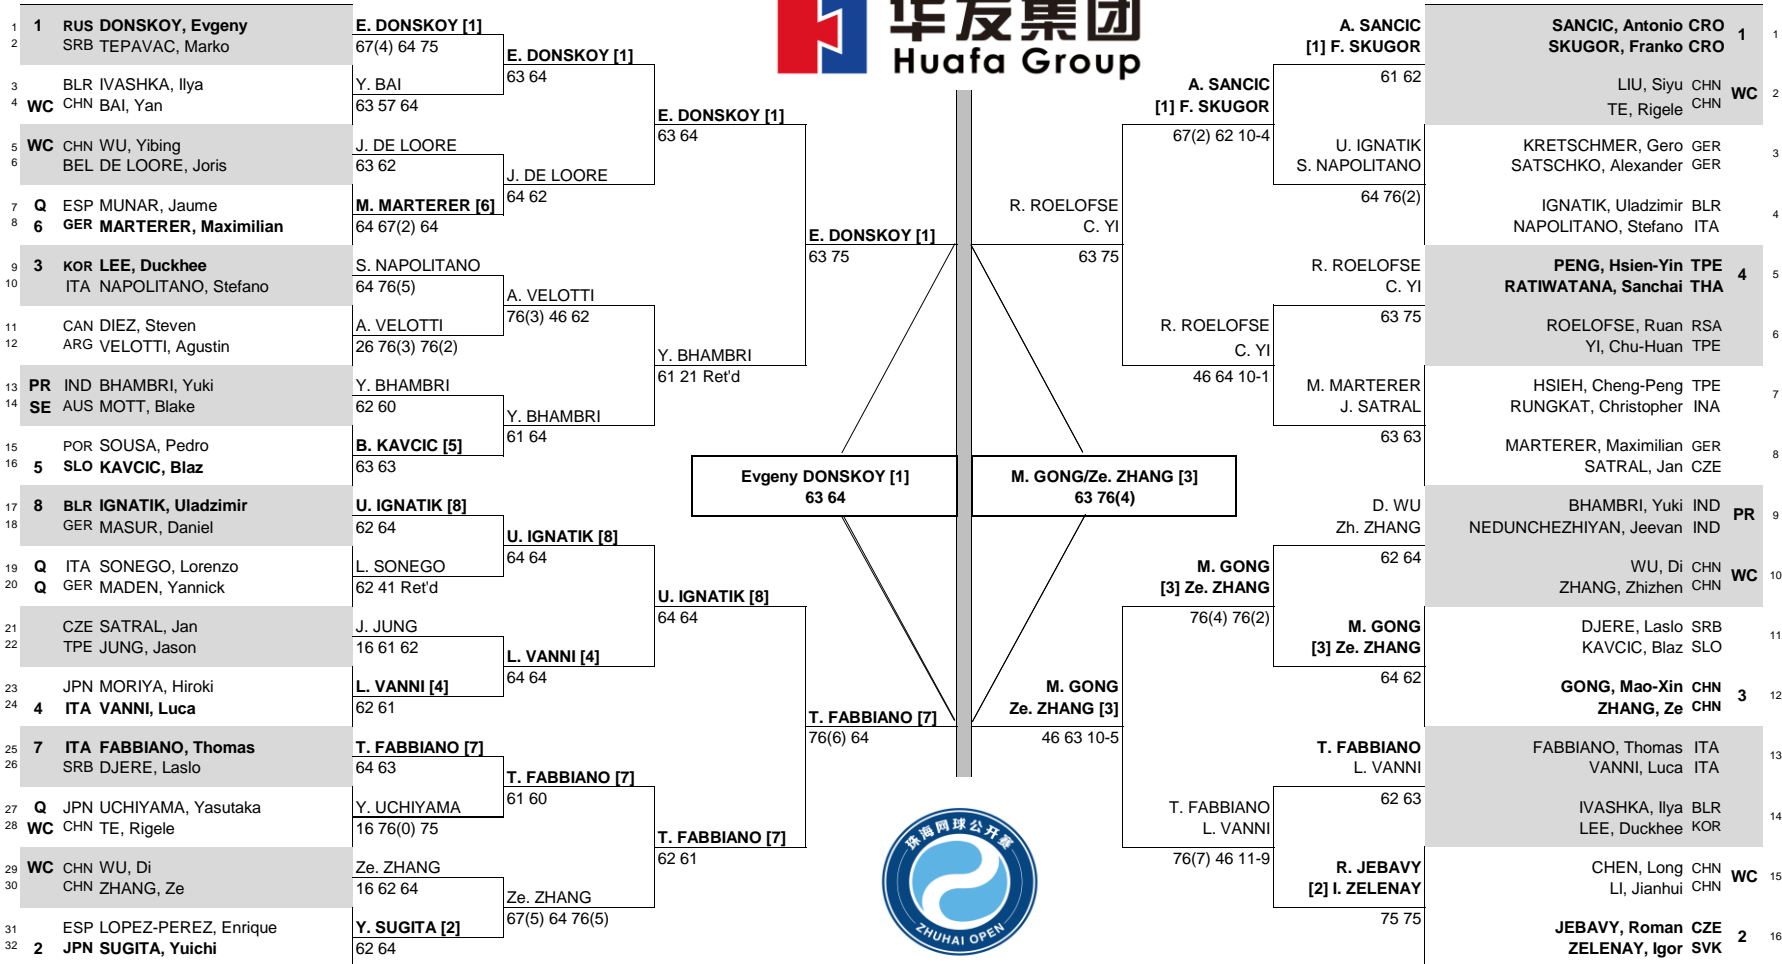 华发集团
Huafa Group
1 1 RUS DONSKOY, Evgeny
2 SRB TEPAVAC, Marko
3 BLR IVASHKA, Ilya
4 WC CHN BAI, Yan
5 WC CHN WU, Yibing
6 BEL DE LOORE, Joris
7 Q ESP MUNAR, Jaume
8 6 GER MARTERER, Maximilian
9 3 KOR LEE, Duckhee
10 ITA NAPOLITANO, Stefano
11 CAN DIEZ, Steven
12 ARG VELOTTI, Agustin
13 PR IND BHAMBRI, Yuki
14 SE AUS MOTT, Blake
15 POR SOUSA, Pedro
16 5 SLO KAVCIC, Blaz
17 8 BLR IGNATIK, Uladzimir
18 GER MASUR, Daniel
19 Q ITA SONEGO, Lorenzo
20 Q GER MADEN, Yannick
21 CZE SATRAL, Jan
22 TPE JUNG, Jason
23 JPN MORIYA, Hiroki
24 4 ITA VANNI, Luca
25 7 ITA FABBIANO, Thomas
26 SRB DJERE, Laslo
27 Q JPN UCHIYAMA, Yasutaka
28 WC CHN TE, Rigele
29 WC CHN WU, Di
30 CHN ZHANG, Ze
31 ESP LOPEZ-PEREZ, Enrique
32 2 JPN SUGITA, Yuichi
E. DONSKOY [1]
67(4) 64 75
Y. BAI
63 57 64
J. DE LOORE
63 62
M. MARTERER [6]
64 67(2) 64
S. NAPOLITANO
64 76(5)
A. VELOTTI
26 76(3) 76(2)
Y. BHAMBRI
62 60
B. KAVCIC [5]
63 63
U. IGNATIK [8]
62 64
L. SONEGO
62 41 Ret'd
J. JUNG
16 61 62
L. VANNI [4]
62 61
T. FABBIANO [7]
64 63
Y. UCHIYAMA
16 76(0) 75
Ze. ZHANG
16 62 64
Y. SUGITA [2]
62 64
E. DONSKOY [1]
63 64
J. DE LOORE
64 62
A. VELOTTI
76(3) 46 62
Y. BHAMBRI
61 64
U. IGNATIK [8]
64 64
L. VANNI [4]
64 64
T. FABBIANO [7]
61 60
Ze. ZHANG
67(5) 64 76(5)
E. DONSKOY [1]
63 64
Y. BHAMBRI
61 21 Ret'd
U. IGNATIK [8]
64 64
T. FABBIANO [7]
62 61
E. DONSKOY [1]
63 75
T. FABBIANO [7]
76(6) 64
Evgeny DONSKOY [1]
63 64
M. GONG/Ze. ZHANG [3]
63 76(4)
R. ROELOFSE
C. YI
63 75
M. GONG
Ze. ZHANG [3]
46 63 10-5
A. SANCIC
[1] F. SKUGOR
67(2) 62 10-4
R. ROELOFSE
C. YI
46 64 10-1
M. GONG
[3] Ze. ZHANG
76(4) 76(2)
T. FABBIANO
L. VANNI
76(7) 46 11-9
A. SANCIC
[1] F. SKUGOR
61 62
U. IGNATIK
S. NAPOLITANO
64 76(2)
R. ROELOFSE
C. YI
63 75
M. MARTERER
J. SATRAL
63 63
D. WU
Zh. ZHANG
62 64
M. GONG
[3] Ze. ZHANG
64 62
T. FABBIANO
L. VANNI
62 63
R. JEBAVY
[2] I. ZELENAY
75 75
SANCIC, Antonio CRO 1 1
SKUGOR, Franko CRO
LIU, Siyu CHN WC 2
TE, Rigele CHN
KRETSCHMER, Gero GER 3
SATSCHKO, Alexander GER
IGNATIK, Uladzimir BLR 4
NAPOLITANO, Stefano ITA
PENG, Hsien-Yin TPE 4 5
RATIWATANA, Sanchai THA
ROELOFSE, Ruan RSA 6
YI, Chu-Huan TPE
HSIEH, Cheng-Peng TPE 7
RUNGKAT, Christopher INA
MARTERER, Maximilian GER 8
SATRAL, Jan CZE
BHAMBRI, Yuki IND PR 9
NEDUNCHEZHIYAN, Jeevan IND
WU, Di CHN WC 10
ZHANG, Zhizhen CHN
DJERE, Laslo SRB 11
KAVCIC, Blaz SLO
GONG, Mao-Xin CHN 3 12
ZHANG, Ze CHN
FABBIANO, Thomas ITA 13
VANNI, Luca ITA
IVASHKA, Ilya BLR 14
LEE, Duckhee KOR
CHEN, Long CHN WC 15
LI, Jianhui CHN
JEBAVY, Roman CZE 2 16
ZELENAY, Igor SVK
珠海网球公开赛
ZHUHAI OPEN